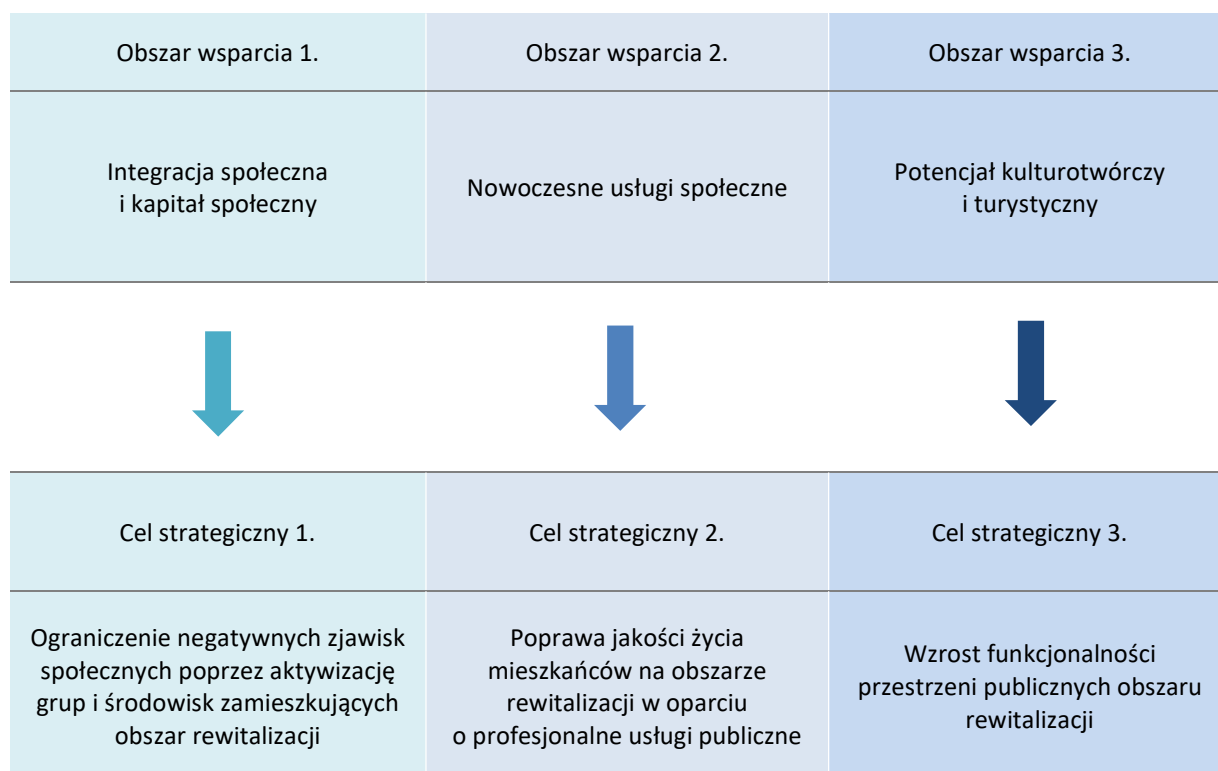 Obszar wsparcia 1.
Obszar wsparcia 2.
Obszar wsparcia 3.
Integracja społeczna
i kapitał społeczny
Nowoczesne usługi społeczne
Potencjał kulturotwórczy
i turystyczny
Cel strategiczny 1.
Cel strategiczny 2.
Cel strategiczny 3.
Ograniczenie negatywnych zjawisk
społecznych poprzez aktywizację
grup i środowisk zamieszkujących
obszar rewitalizacji
Poprawa jakości życia
mieszkańców na obszarze
rewitalizacji w oparciu
o profesjonalne usługi publiczne
Wzrost funkcjonalności
przestrzeni publicznych obszaru
rewitalizacji